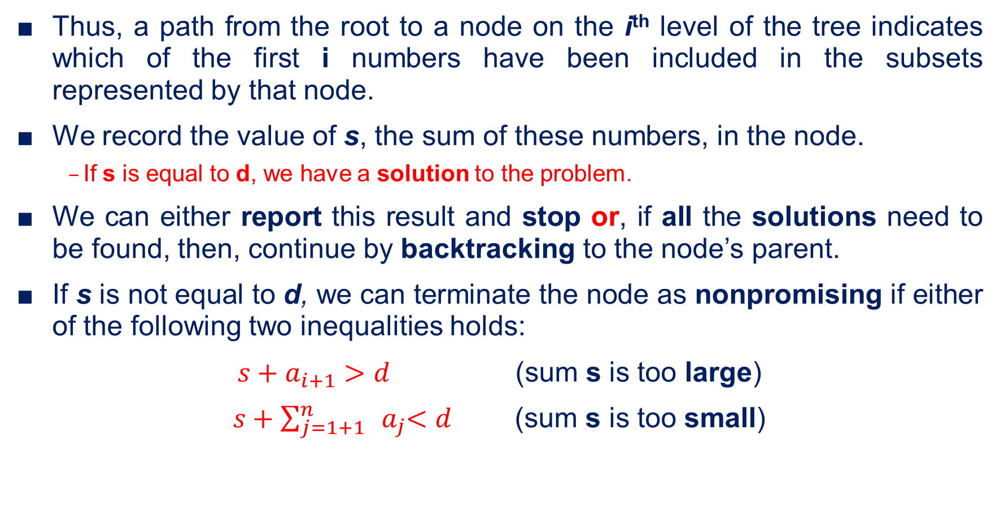 ■ Thus, a path from the root to a node on the iᵗʰ level of the tree indicates
which of the first i numbers have been included in the subsets
represented by that node.
■ We record the value of s, the sum of these numbers, in the node.
– If s is equal to d, we have a solution to the problem.
■ We can either report this result and stop or, if all the solutions need to
be found, then, continue by backtracking to the node’s parent.
■ If s is not equal to d, we can terminate the node as nonpromising if either
of the following two inequalities holds:
s + a_{i+1} > d (sum s is too large)
s + ∑_{j=1+1}^{n} a_j < d (sum s is too small)